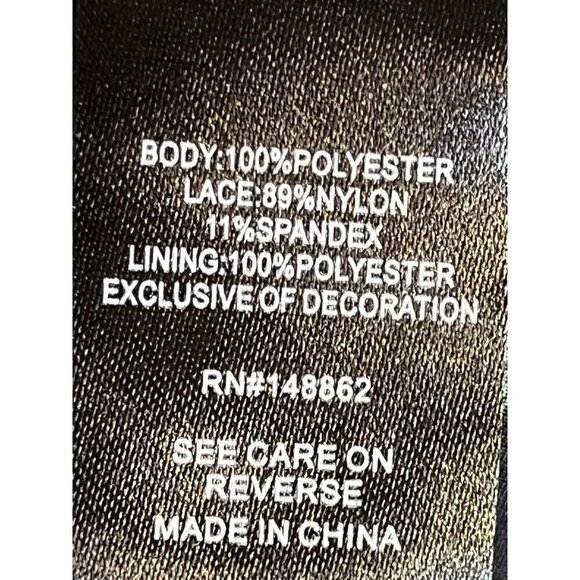 BODY:100%POLYESTER
LACE:89%NYLON
11%SPANDEX
LINING:100%POLYESTER
EXCLUSIVE OF DECORATION
RN#148862
SEE CARE ON
REVERSE
MADE IN CHINA